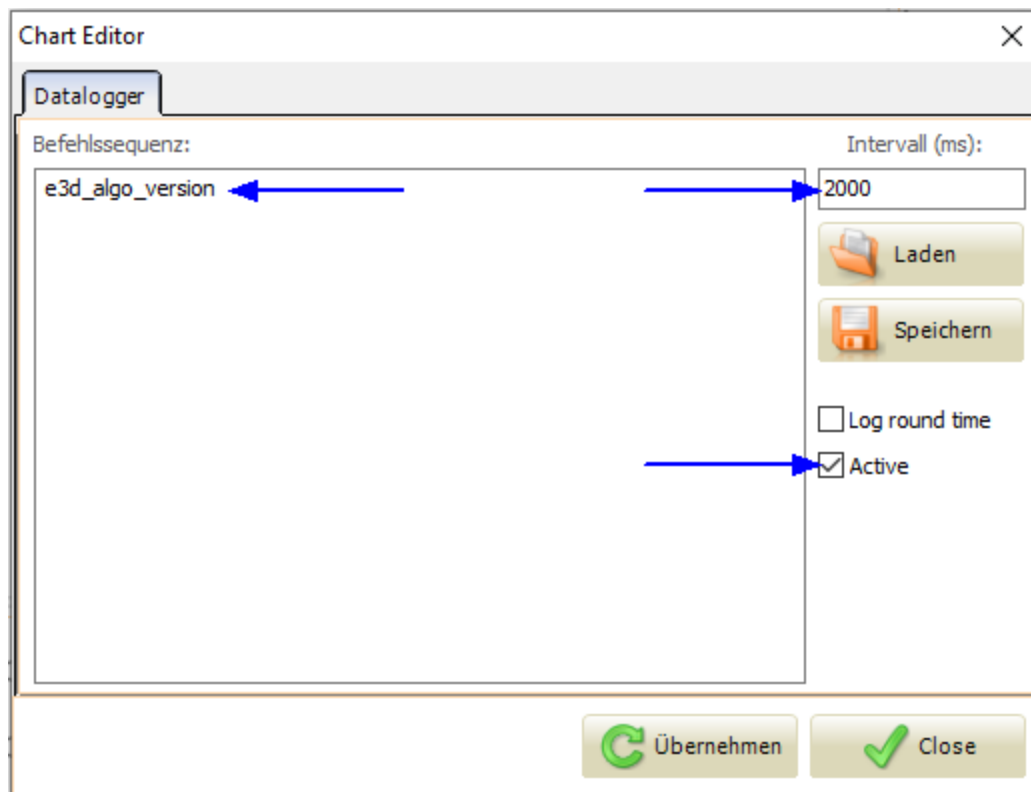 Chart Editor
Datalogger
Befehlssequenz:
Intervall (ms):
e3d_algo_version
2000
Laden
Speichern
Log round time
Active
Übernehmen
Close